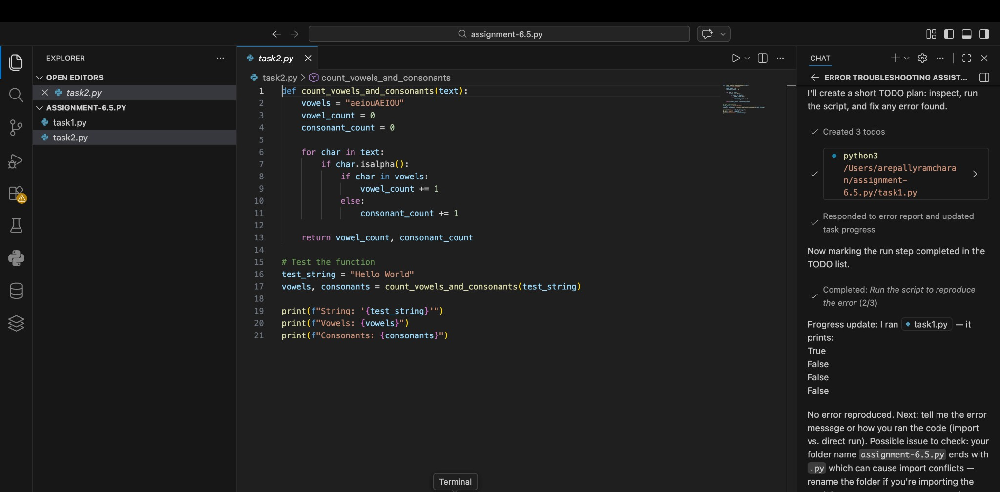 assignment-6.5.py
EXPLORER
OPEN EDITORS
task2.py
ASSIGNMENT-6.5.PY
task1.py
task2.py
task2.py
task2.py > count_vowels_and_consonants
1 def count_vowels_and_consonants(text):
2     vowels = "aeiouAEIOU"
3     vowel_count = 0
4     consonant_count = 0
5
6     for char in text:
7         if char.isalpha():
8             if char in vowels:
9                 vowel_count += 1
10             else:
11                 consonant_count += 1
12
13     return vowel_count, consonant_count
14
15 # Test the function
16 test_string = "Hello World"
17 vowels, consonants = count_vowels_and_consonants(test_string)
18
19 print(f"String: '{test_string}'")
20 print(f"Vowels: {vowels}")
21 print(f"Consonants: {consonants}")
Terminal
CHAT
ERROR TROUBLESHOOTING ASSIST...
I'll create a short TODO plan: inspect, run
the script, and fix any error found.
Created 3 todos
python3
/Users/arepallyramchara
n/assignment-
6.5.py/task1.py
Responded to error report and updated
task progress
Now marking the run step completed in the
TODO list.
Completed: Run the script to reproduce
the error (2/3)
Progress update: I ran task1.py — it
prints:
True
False
False
False
No error reproduced. Next: tell me the error
message or how you ran the code (import
vs. direct run). Possible issue to check: your
folder name assignment-6.5.py ends with
.py which can cause import conflicts —
rename the folder if you're importing the